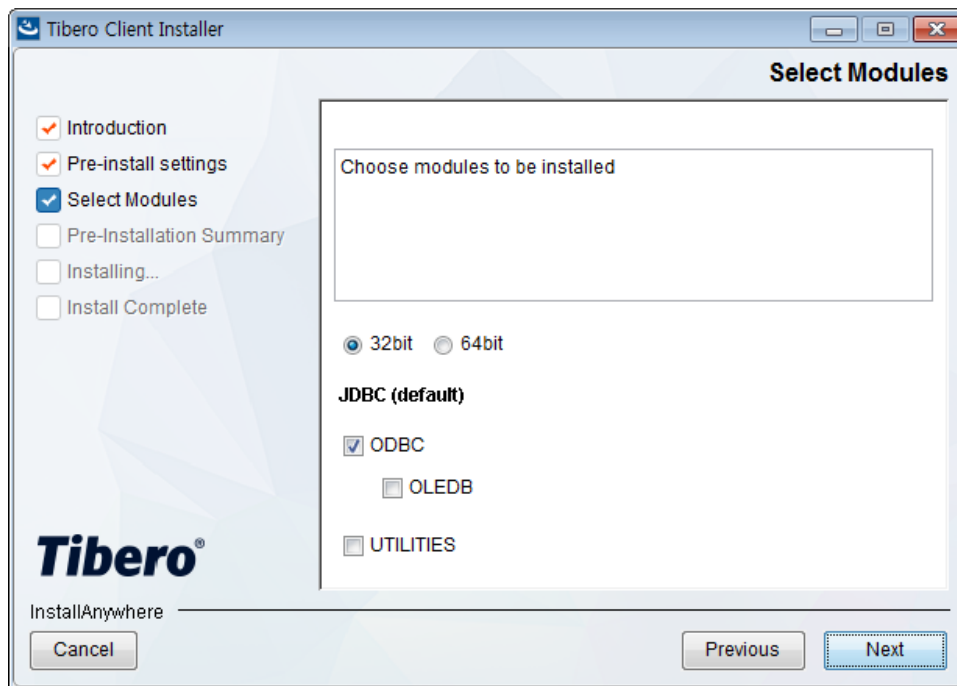 Tibero Client Installer
Select Modules
Introduction
Pre-install settings
Select Modules
Pre-Installation Summary
Installing...
Install Complete
Choose modules to be installed
32bit 64bit
JDBC (default)
ODBC
OLEDB
UTILITIES
Tibero®
InstallAnywhere
Cancel Previous Next